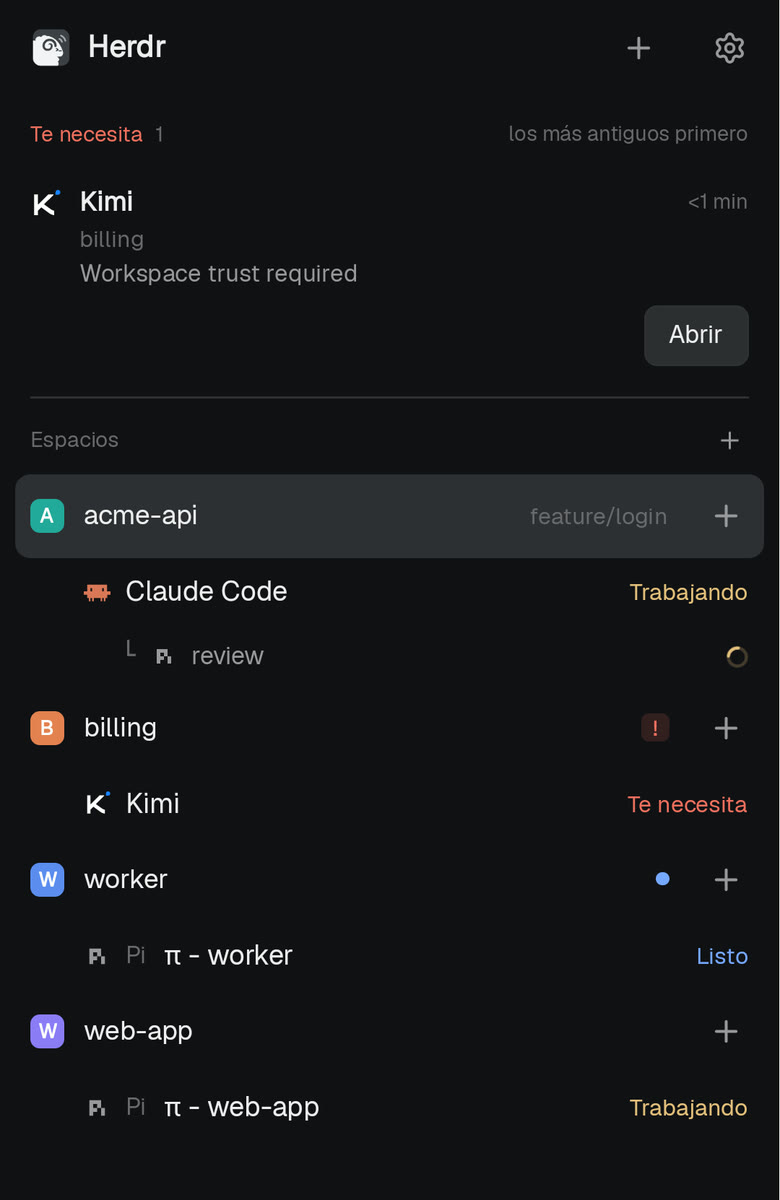 Herdr
Te necesita 1 los más antiguos primero
Kimi <1 min
billing
Workspace trust required
Abrir
Espacios
A acme-api feature/login
Claude Code Trabajando
review
B billing !
Kimi Te necesita
W worker
Pi π - worker Listo
W web-app
Pi π - web-app Trabajando